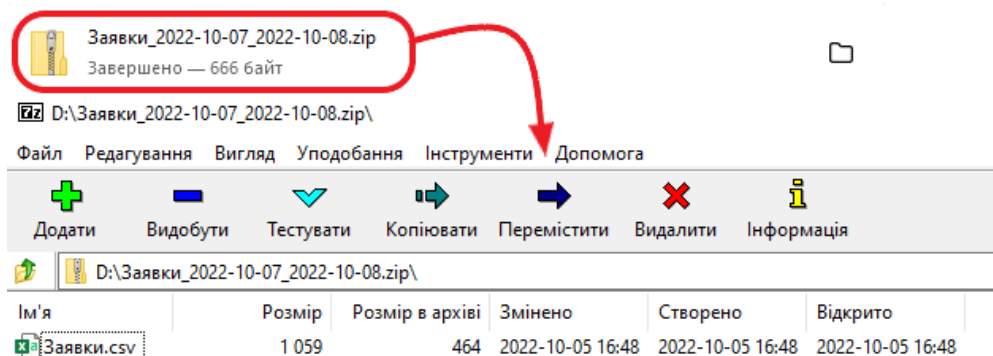 Заявки_2022-10-07_2022-10-08.zip
Завершено — 666 байт
7z D:\Заявки_2022-10-07_2022-10-08.zip\
Файл Редагування Вигляд Уподобання Інструменти Допомога
Додати Видобути Тестувати Копіювати Перемістити Видалити Інформація
D:\Заявки_2022-10-07_2022-10-08.zip\
Ім'я Розмір Розмір в архіві Змінено Створено Відкрито
Заявки.csv 1 059 464 2022-10-05 16:48 2022-10-05 16:48 2022-10-05 16:48